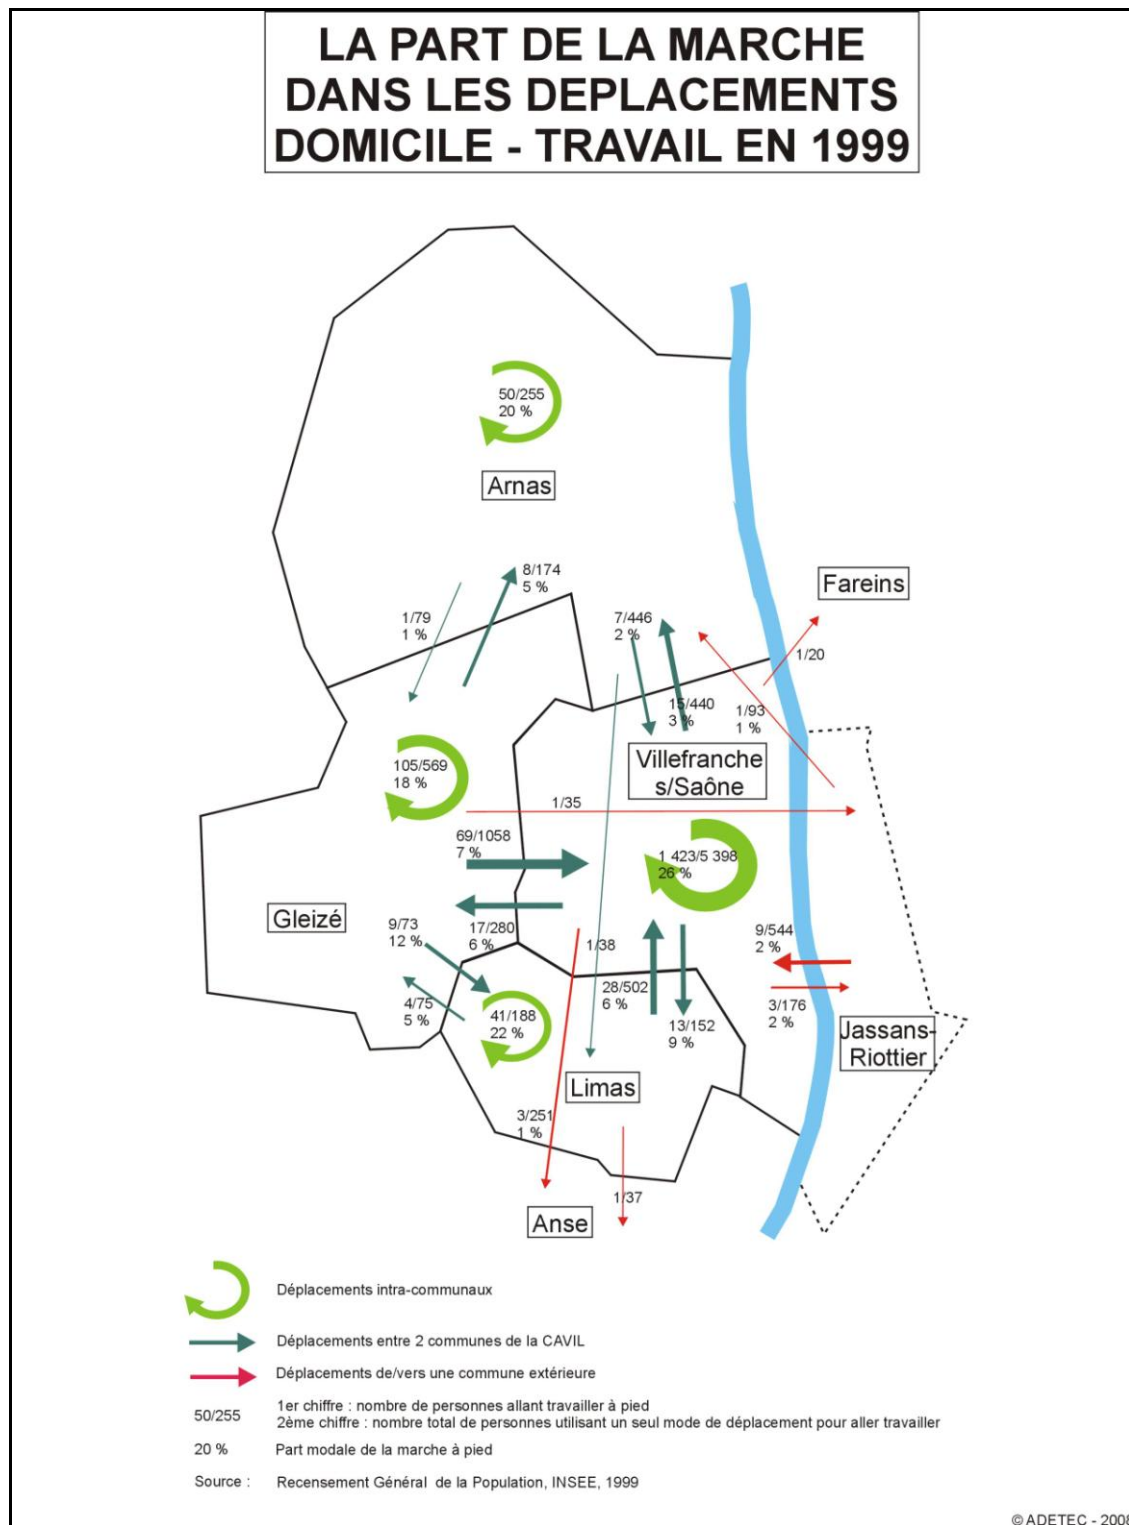 LA PART DE LA MARCHE
DANS LES DEPLACEMENTS
DOMICILE - TRAVAIL EN 1999
50/255
20 %
Arnas
8/174
5 %
1/79
1 %
7/446
2 %
Fareins
1/20
15/440
3 %
1/93
1 %
Villefranche
s/Saône
105/569
18 %
1/35
69/1058
7 %
1 423/5 398
26 %
Gleizé
9/73
12 %
17/280
6 %
1/38
9/544
2 %
28/502
6 %
4/75
5 %
41/188
22 %
13/152
9 %
3/176
2 %
Jassans-
Riottier
Limas
3/251
1 %
1/37
Anse
Déplacements intra-communaux
Déplacements entre 2 communes de la CAVIL
Déplacements de/vers une commune extérieure
50/255
1er chiffre : nombre de personnes allant travailler à pied
2ème chiffre : nombre total de personnes utilisant un seul mode de déplacement pour aller travailler
20 % Part modale de la marche à pied
Source : Recensement Général de la Population, INSEE, 1999
© ADETEC - 2008